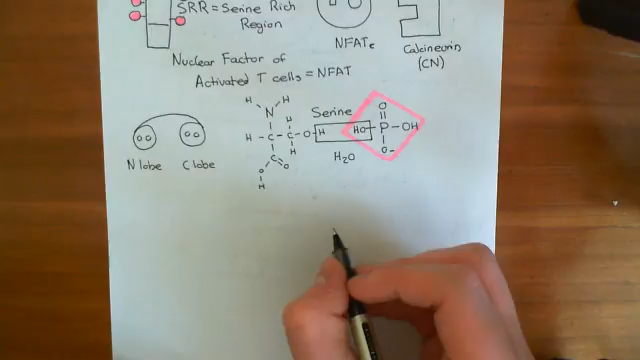 SRR = Serine Rich
Region
NFATc
Calcineurin
(CN)
Nuclear Factor of
Activated T cells = NFAT
N lobe
C lobe
Serine
H H
N
H - C - C - O - H HO - P - OH
H
H
O
O-
C
O
O
H
H2O